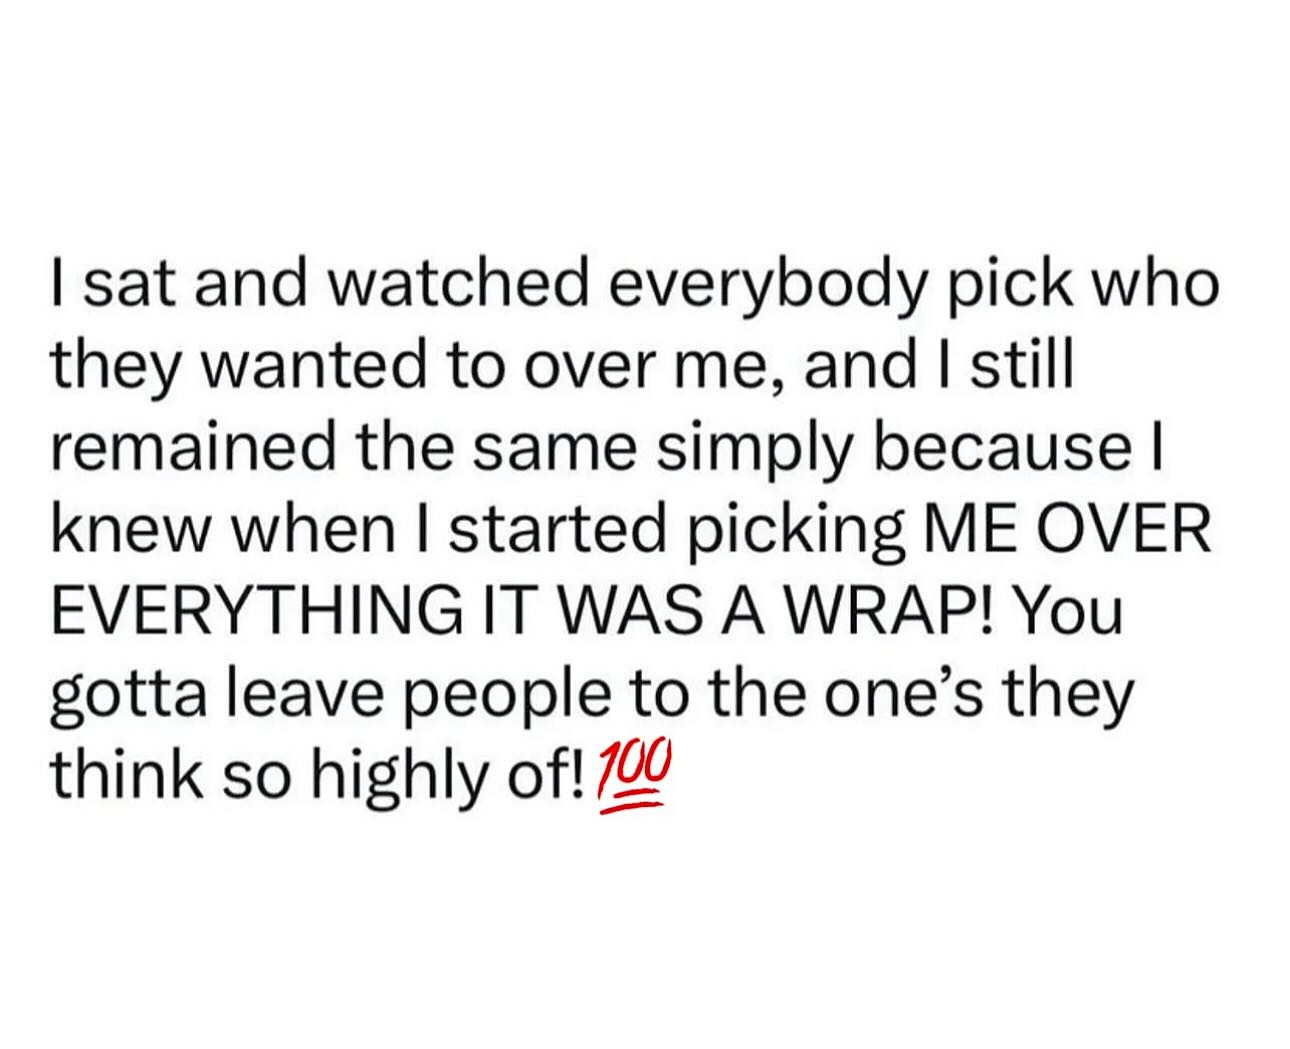 I sat and watched everybody pick who
they wanted to over me, and I still
remained the same simply because I
knew when I started picking ME OVER
EVERYTHING IT WAS A WRAP! You
gotta leave people to the one’s they
think so highly of! 💯